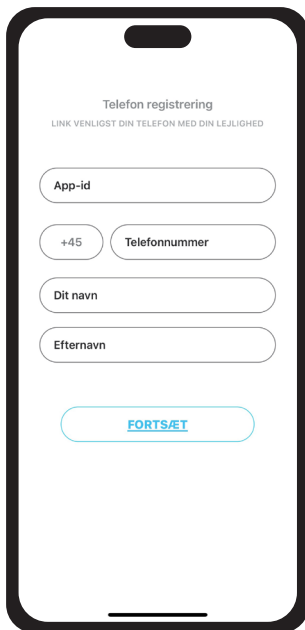 Telefon registrering
LINK VENLIGST DIN TELEFON MED DIN LEJLIGHED
App-id
+45 Telefonnummer
Dit navn
Efternavn
FORTSÆT